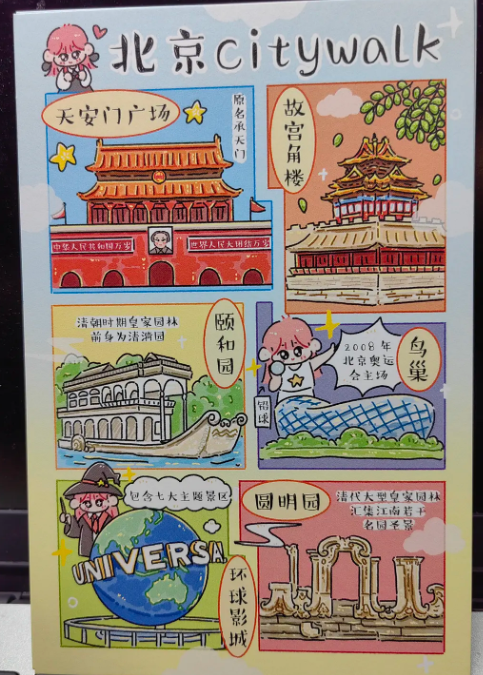 北京citywalk
天安门广场
原名承天门
中华人民共和国万岁
世界人民大团结万岁
故宫角楼
清朝时期皇家园林
前身为清漪园
颐和园
2008年
北京奥运
会主场
鸟巢
铅球
包含七大主题景区
UNIVERSA
环球影城
圆明园
清代大型皇家园林
汇集江南若干
名园圣景